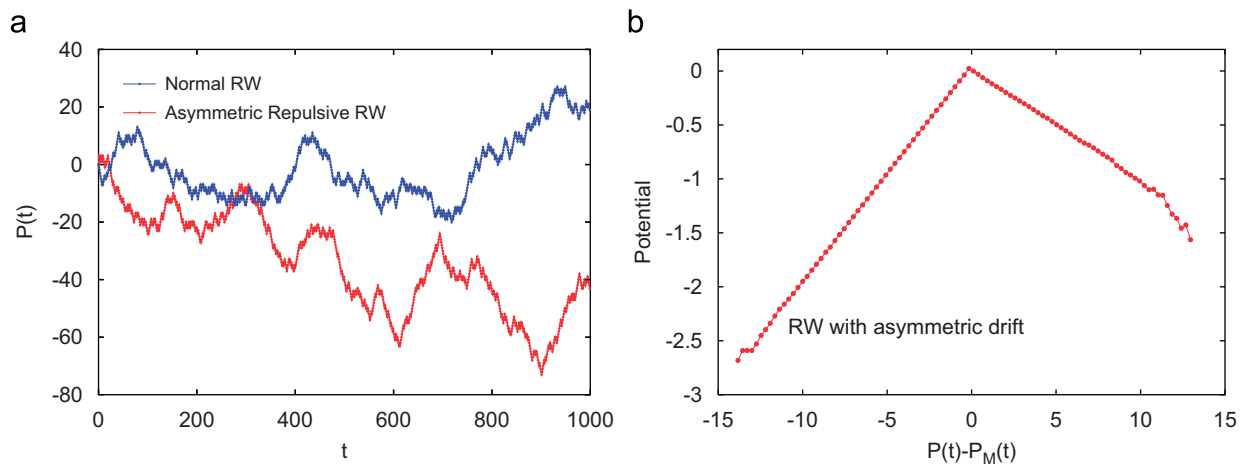 a
40
20
0
-20
-40
-60
-80
P(t)
Normal RW
Asymmetric Repulsive RW
0 200 400 600 800 1000
t
b
0
-0.5
-1
-1.5
-2
-2.5
-3
Potential
RW with asymmetric drift
-15 -10 -5 0 5 10 15
P(t)-P_M(t)